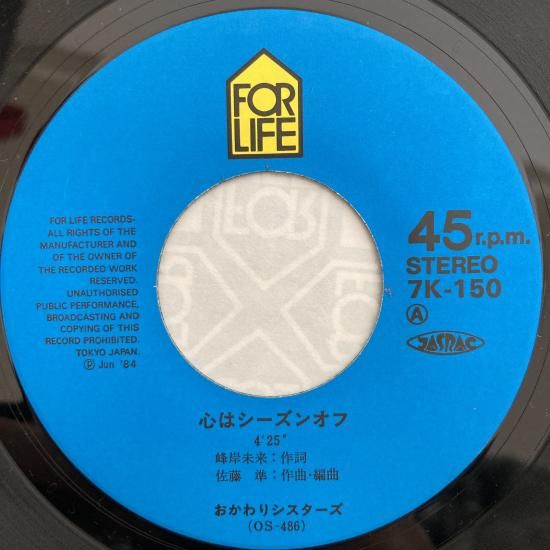 FOR
LIFE
FOR LIFE RECORDS-
ALL RIGHTS OF THE
MANUFACTURER AND
OF THE OWNER OF
THE RECORDED WORK
RESERVED.
UNAUTHORISED
PUBLIC PERFORMANCE,
BROADCASTING AND
COPYING OF THIS
RECORD PROHIBITED.
TOKYO JAPAN.
Ⓟ Jun '84
45r.p.m.
STEREO
7K-150
Ⓐ
JASRAC
心はシーズンオフ
4'25"
峰岸未来:作詞
佐藤 準:作曲・編曲
おかわりシスターズ
(OS-486)
FOR